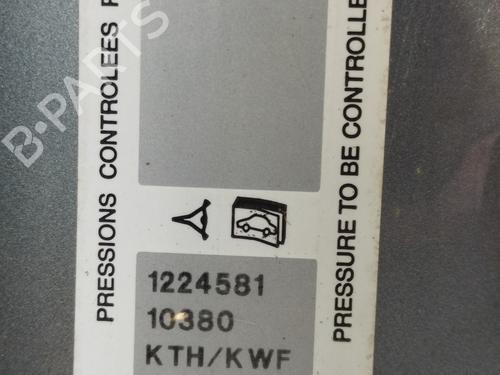 PRESSIONS CONTROLEES
PRESSURE TO BE CONTROLLE
1224581
10380
KTH/KWF
B-PARTS